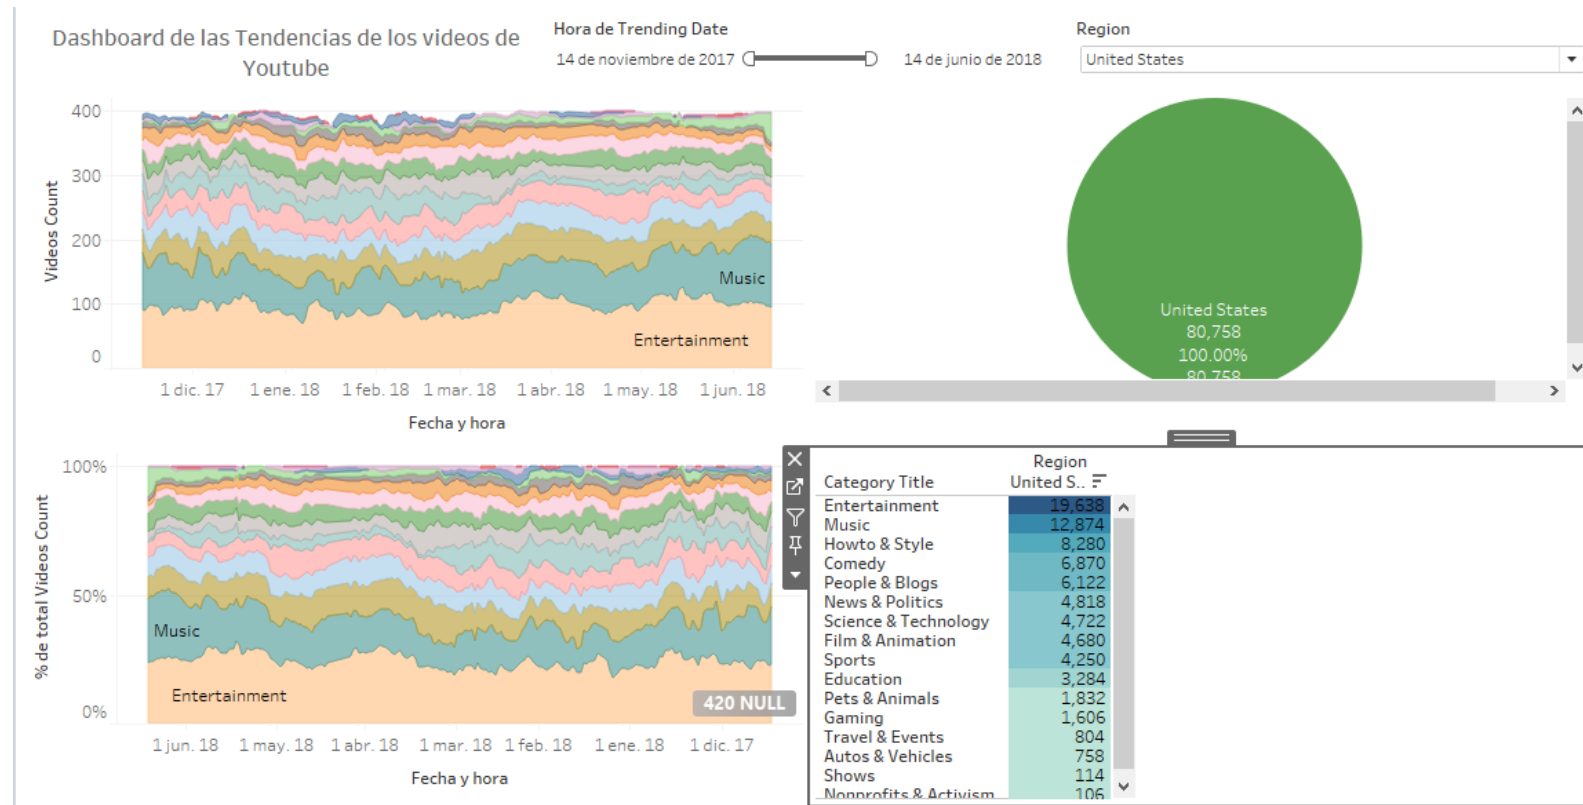 Dashboard de las Tendencias de los videos de
Youtube
Hora de Trending Date
14 de noviembre de 2017
14 de junio de 2018
Region
United States
400
300
200
100
0
Videos Count
Music
Entertainment
1 dic. 17
1 ene. 18
1 feb. 18
1 mar. 18
1 abr. 18
1 may. 18
1 jun. 18
Fecha y hora
United States
80,758
100.00%
80,758
100%
50%
0%
% de total Videos Count
Music
Entertainment
420 NULL
1 jun. 18
1 may. 18
1 abr. 18
1 mar. 18
1 feb. 18
1 ene. 18
1 dic. 17
Fecha y hora
Region
Category Title United S..
Entertainment 19,638
Music 12,874
Howto & Style 8,280
Comedy 6,870
People & Blogs 6,122
News & Politics 4,818
Science & Technology 4,722
Film & Animation 4,680
Sports 4,250
Education 3,284
Pets & Animals 1,832
Gaming 1,606
Travel & Events 804
Autos & Vehicles 758
Shows 114
Nonprofits & Activism 106